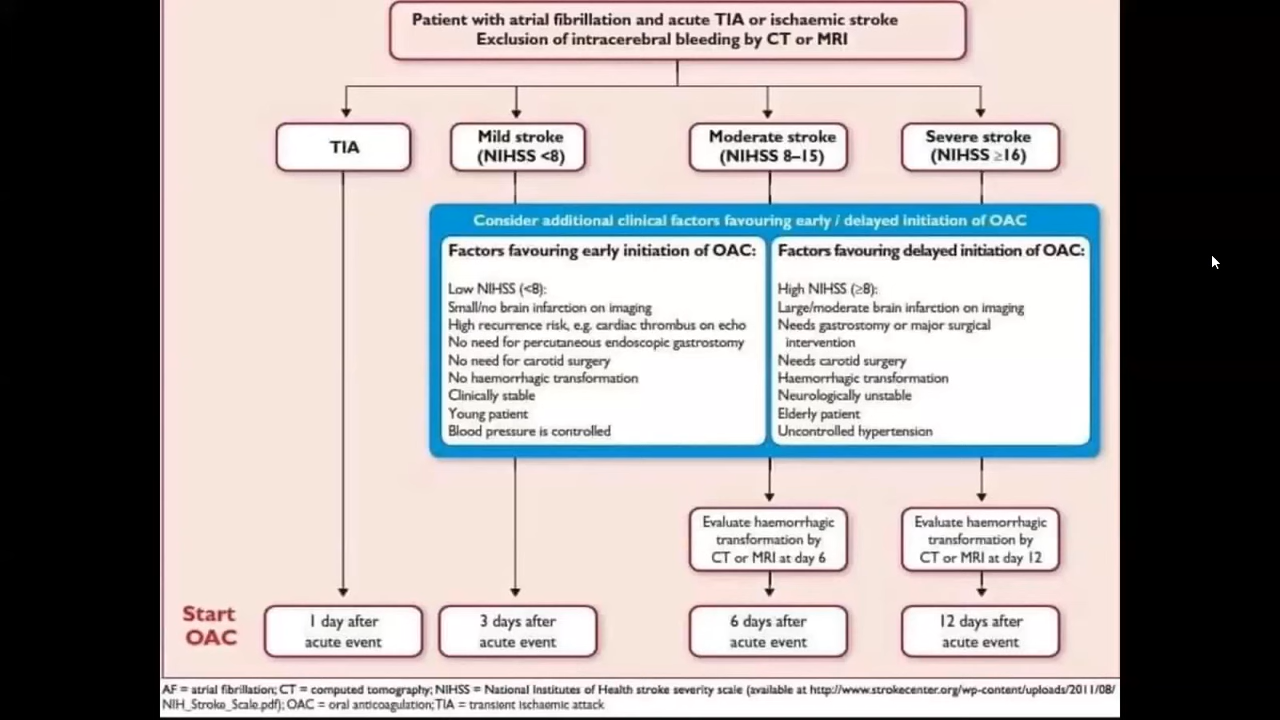 Patient with atrial fibrillation and acute TIA or ischaemic stroke
Exclusion of intracerebral bleeding by CT or MRI
TIA
Mild stroke
(NIHSS <8)
Moderate stroke
(NIHSS 8–15)
Severe stroke
(NIHSS ≥16)
Consider additional clinical factors favouring early / delayed initiation of OAC
Factors favouring early initiation of OAC:
Low NIHSS (<8):
Small/no brain infarction on imaging
High recurrence risk, e.g. cardiac thrombus on echo
No need for percutaneous endoscopic gastrostomy
No need for carotid surgery
No haemorrhagic transformation
Clinically stable
Young patient
Blood pressure is controlled
Factors favouring delayed initiation of OAC:
High NIHSS (≥8):
Large/moderate brain infarction on imaging
Needs gastrostomy or major surgical
intervention
Needs carotid surgery
Haemorrhagic transformation
Neurologically unstable
Elderly patient
Uncontrolled hypertension
Evaluate haemorrhagic
transformation by
CT or MRI at day 6
Evaluate haemorrhagic
transformation by
CT or MRI at day 12
Start
OAC
1 day after
acute event
3 days after
acute event
6 days after
acute event
12 days after
acute event
AF = atrial fibrillation; CT = computed tomography; NIHSS = National Institutes of Health stroke severity scale (available at http://www.strokecenter.org/wp-content/uploads/2011/08/
NIH_Stroke_Scale.pdf); OAC = oral anticoagulation; TIA = transient ischaemic attack